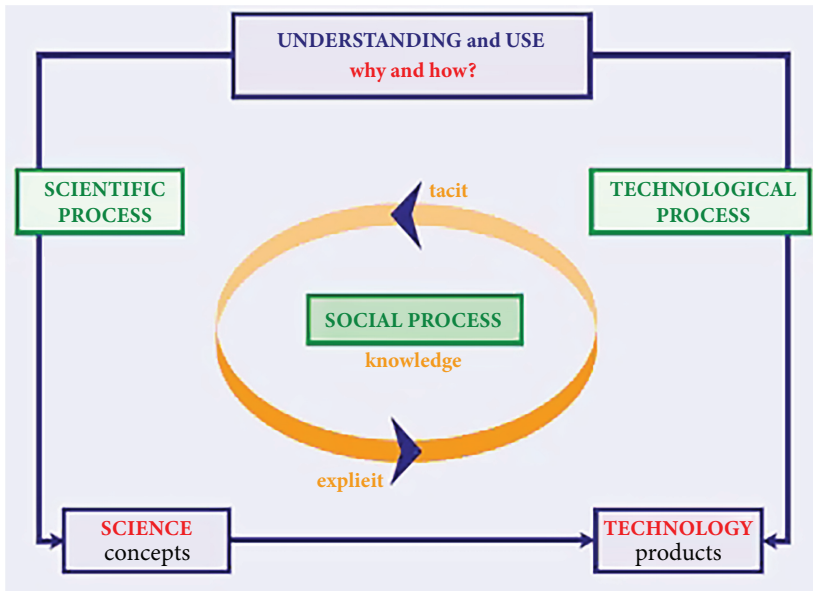 UNDERSTANDING and USE
why and how?
SCIENTIFIC
PROCESS
TECHNOLOGICAL
PROCESS
tacit
SOCIAL PROCESS
knowledge
explieit
SCIENCE
concepts
TECHNOLOGY
products